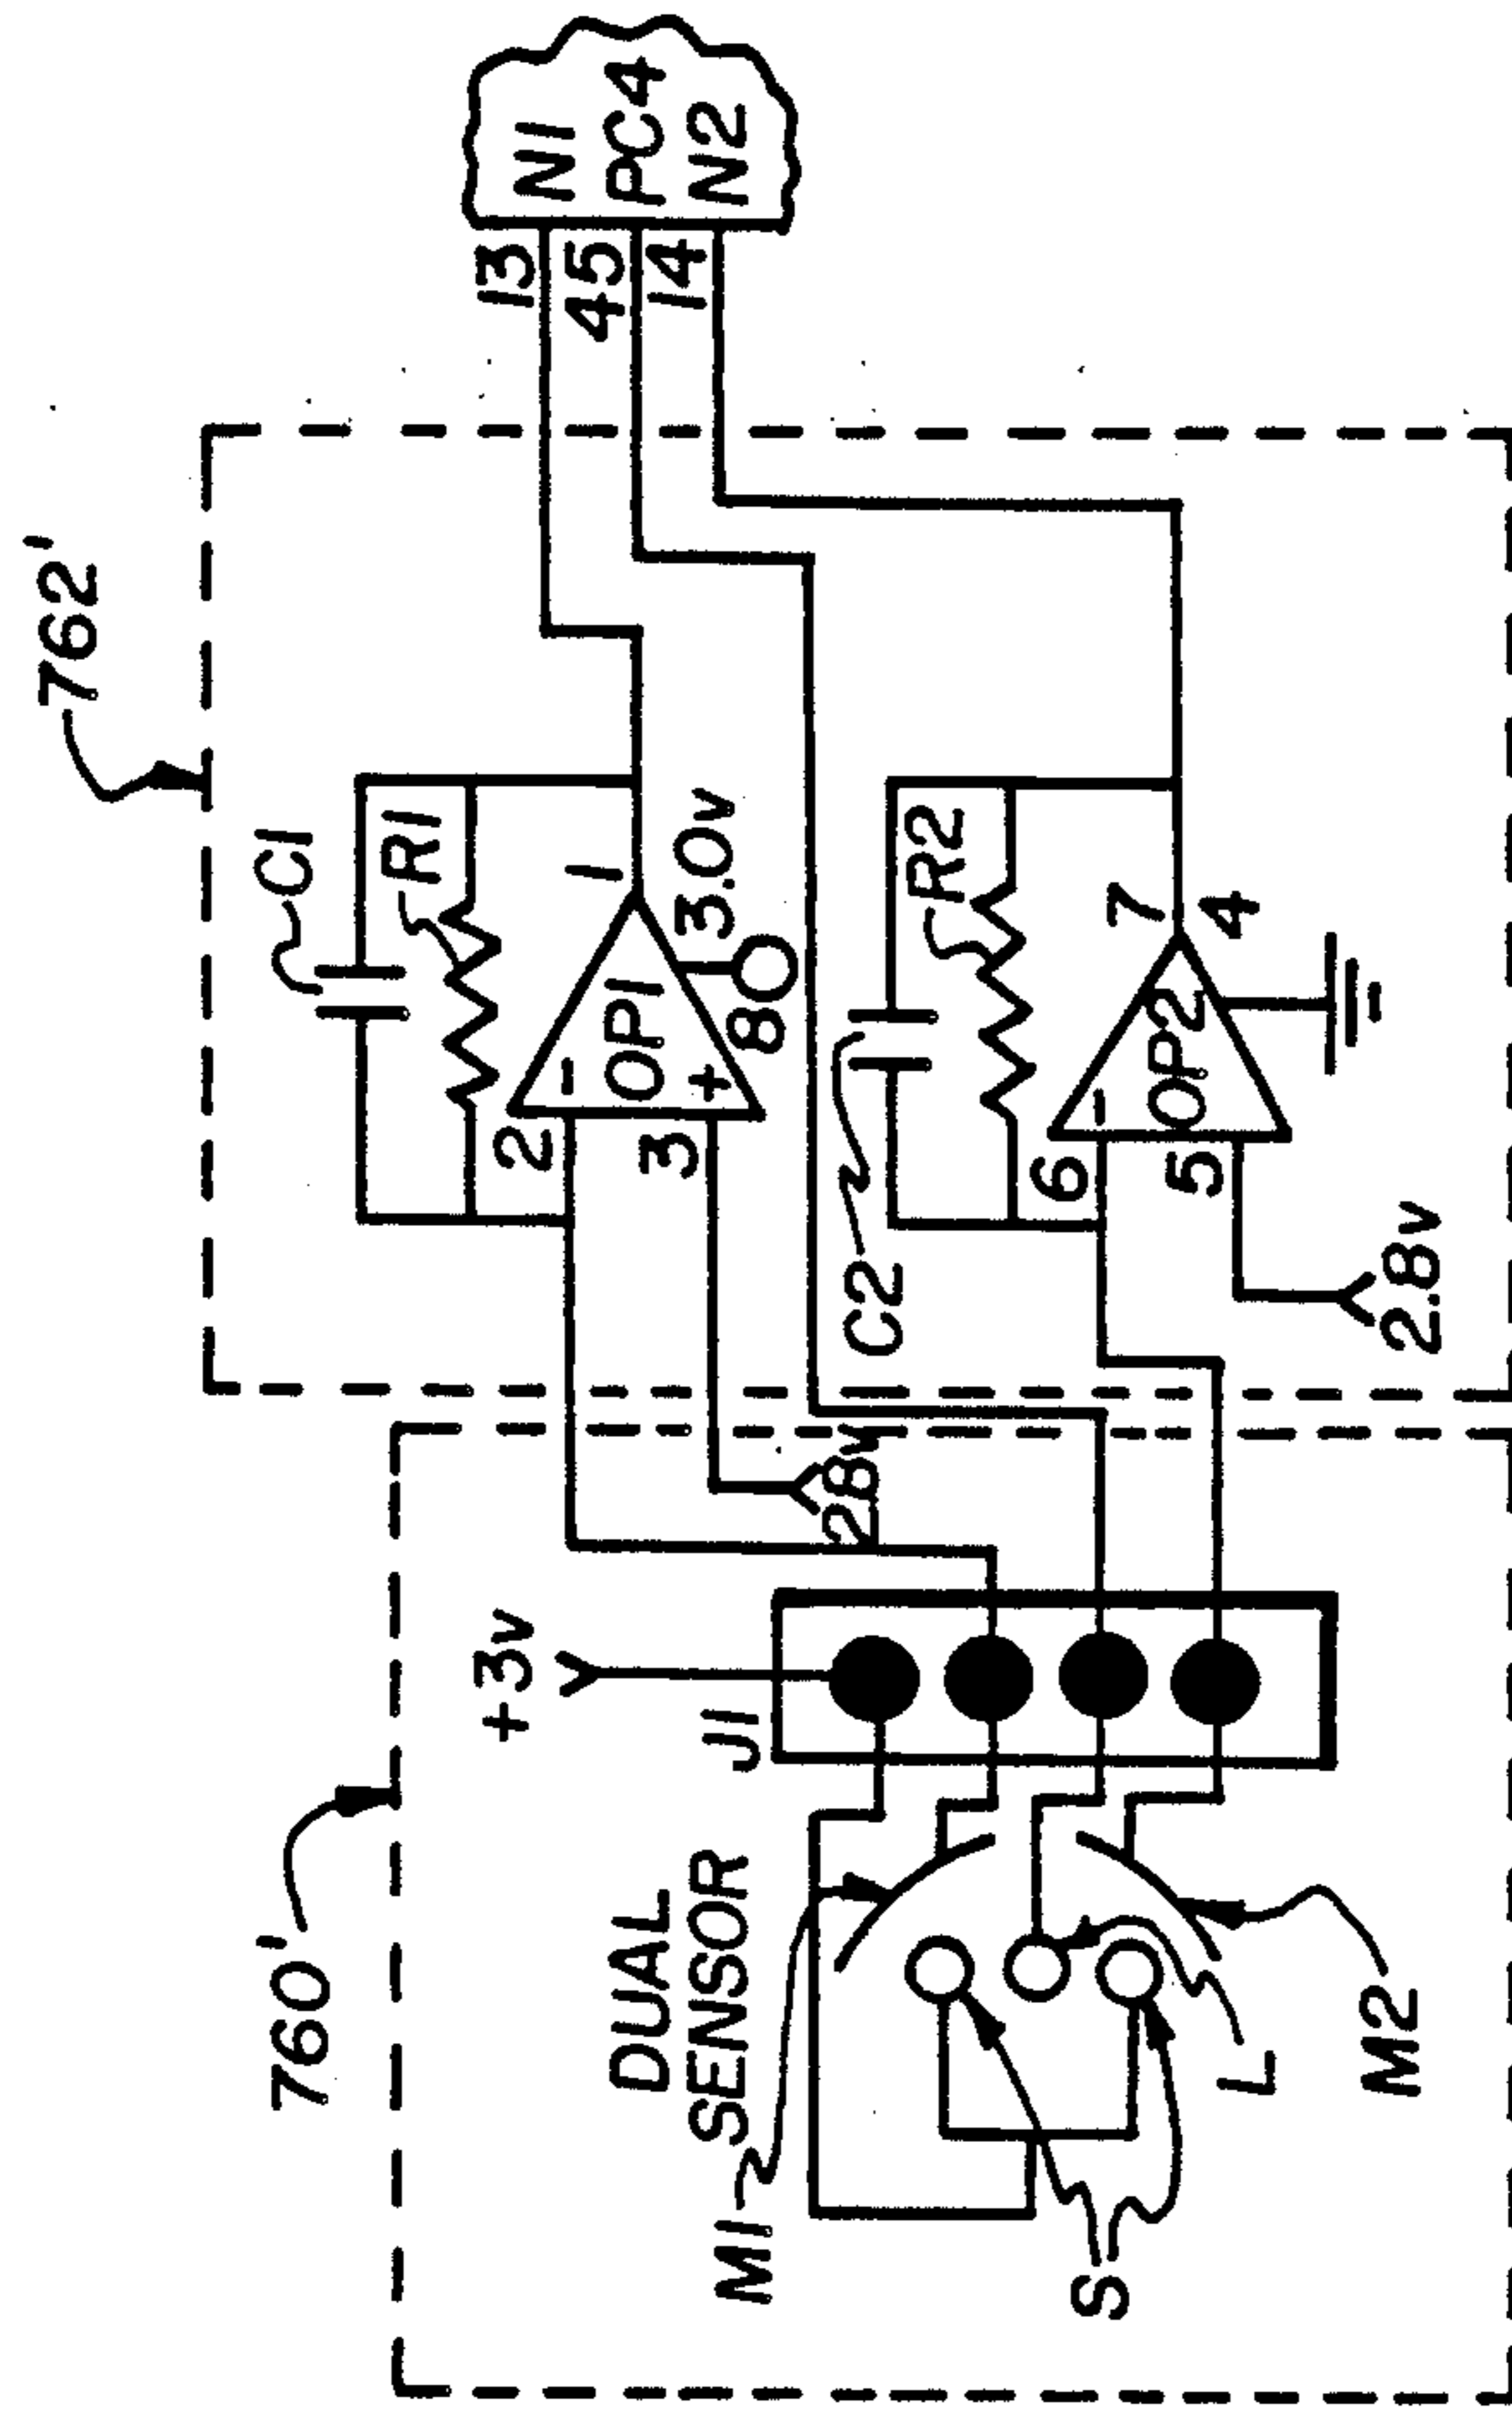 760'
762'
DUAL
SENSOR
M1
S
L
M2
J1
+3v
2.8v
C1
R1
2
3
OP1
-
+
1
3.0v
8
C2
R2
6
5
OP2
-
7
4
2.8v
13
45
14
N1
PC4
N2